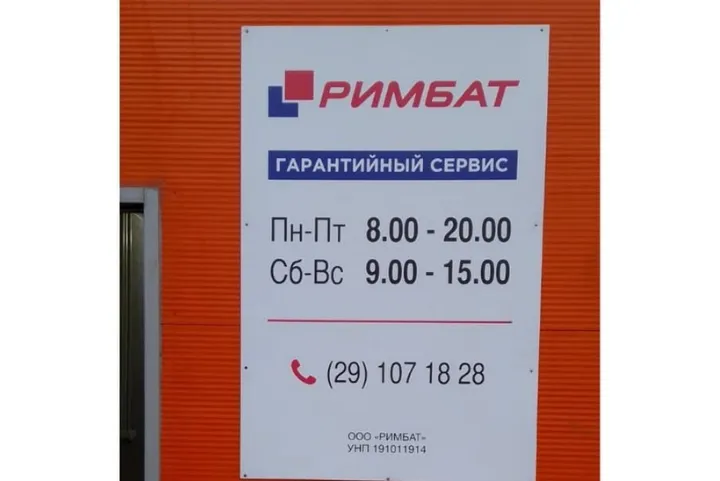 РИМБАТ
ГАРАНТИЙНЫЙ СЕРВИС
Пн-Пт 8.00 - 20.00
Сб-Вс 9.00 - 15.00
(29) 107 18 28
ООО «РИМБАТ»
УНП 191011914